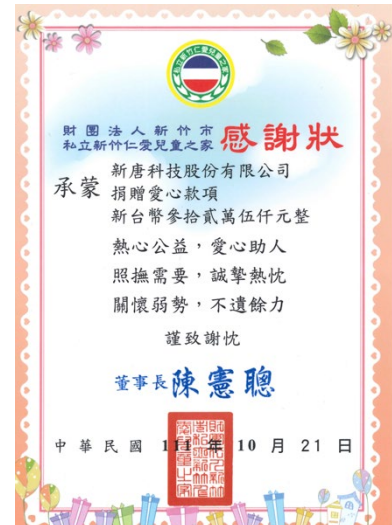 財團法人新竹市
私立新竹仁愛兒童之家
感謝狀
承蒙
新唐科技股份有限公司
捐贈愛心款項
新台幣參拾貳萬伍仟元整
熱心公益，愛心助人
照撫需要，誠摯熱忱
關懷弱勢，不遺餘力
謹致謝忱
董事長 陳憲聰
中華民國 111 年 10 月 21 日